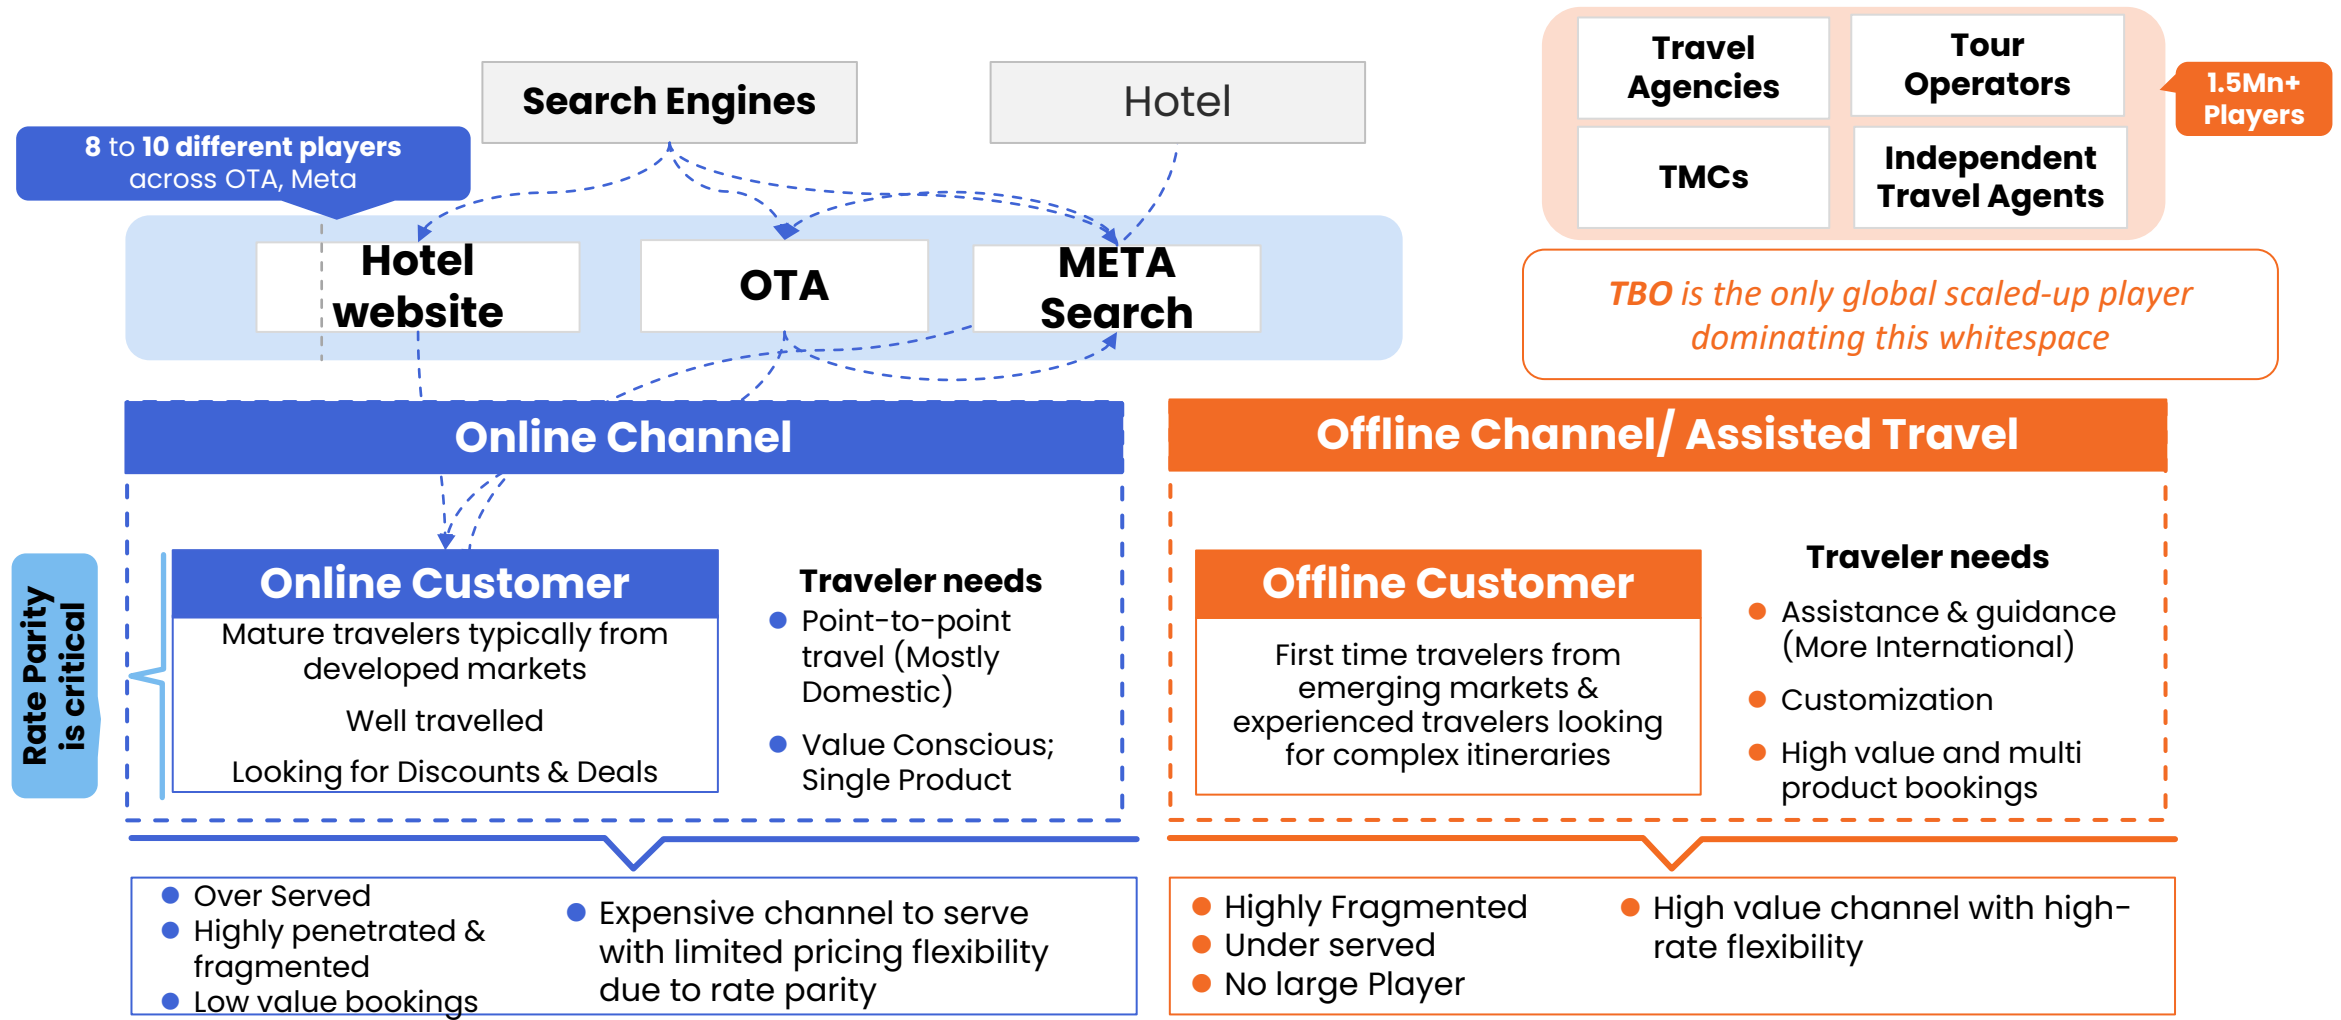 Search Engines
Hotel
8 to 10 different players
across OTA, Meta
Hotel
website
OTA
META
Search
Travel
Agencies
Tour
Operators
TMCs
Independent
Travel Agents
1.5Mn+
Players
TBO is the only global scaled-up player
dominating this whitespace
Online Channel
Rate Parity
is critical
Online Customer
Mature travelers typically from
developed markets
Well travelled
Looking for Discounts & Deals
Traveler needs
Point-to-point
travel (Mostly
Domestic)
Value Conscious;
Single Product
Over Served
Highly penetrated &
fragmented
Low value bookings
Expensive channel to serve
with limited pricing flexibility
due to rate parity
Offline Channel/ Assisted Travel
Offline Customer
First time travelers from
emerging markets &
experienced travelers looking
for complex itineraries
Traveler needs
Assistance & guidance
(More International)
Customization
High value and multi
product bookings
Highly Fragmented
Under served
No large Player
High value channel with high-
rate flexibility